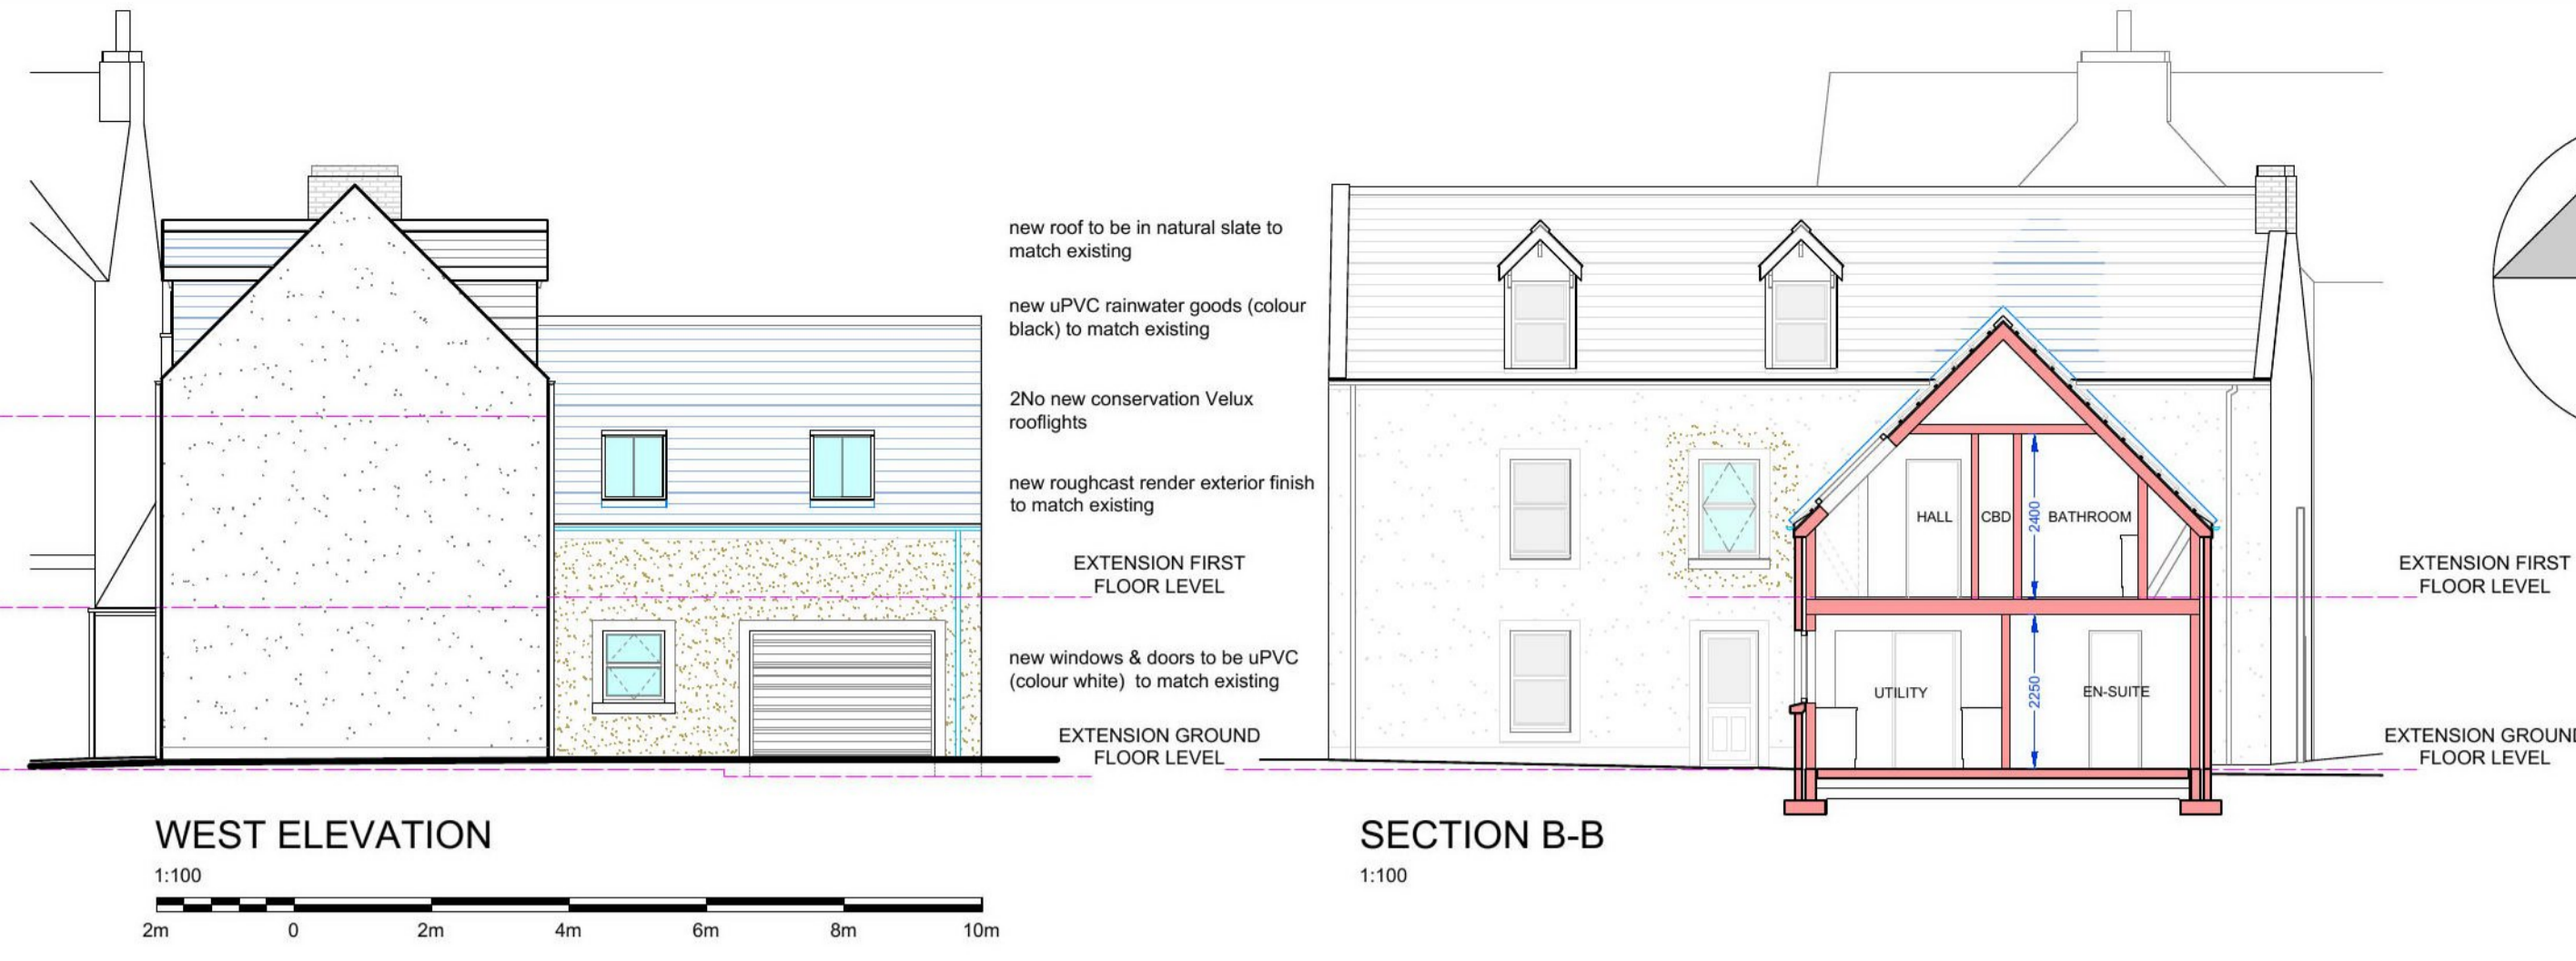 new roof to be in natural slate to
match existing
new uPVC rainwater goods (colour
black) to match existing
2No new conservation Velux
rooflights
new roughcast render exterior finish
to match existing
EXTENSION FIRST
FLOOR LEVEL
new windows & doors to be uPVC
(colour white) to match existing
EXTENSION GROUND
FLOOR LEVEL
WEST ELEVATION
1:100
2m 0 2m 4m 6m 8m 10m
HALL CBD 2400 BATHROOM
UTILITY 2250 EN-SUITE
EXTENSION FIRST
FLOOR LEVEL
EXTENSION GROUND
FLOOR LEVEL
SECTION B-B
1:100